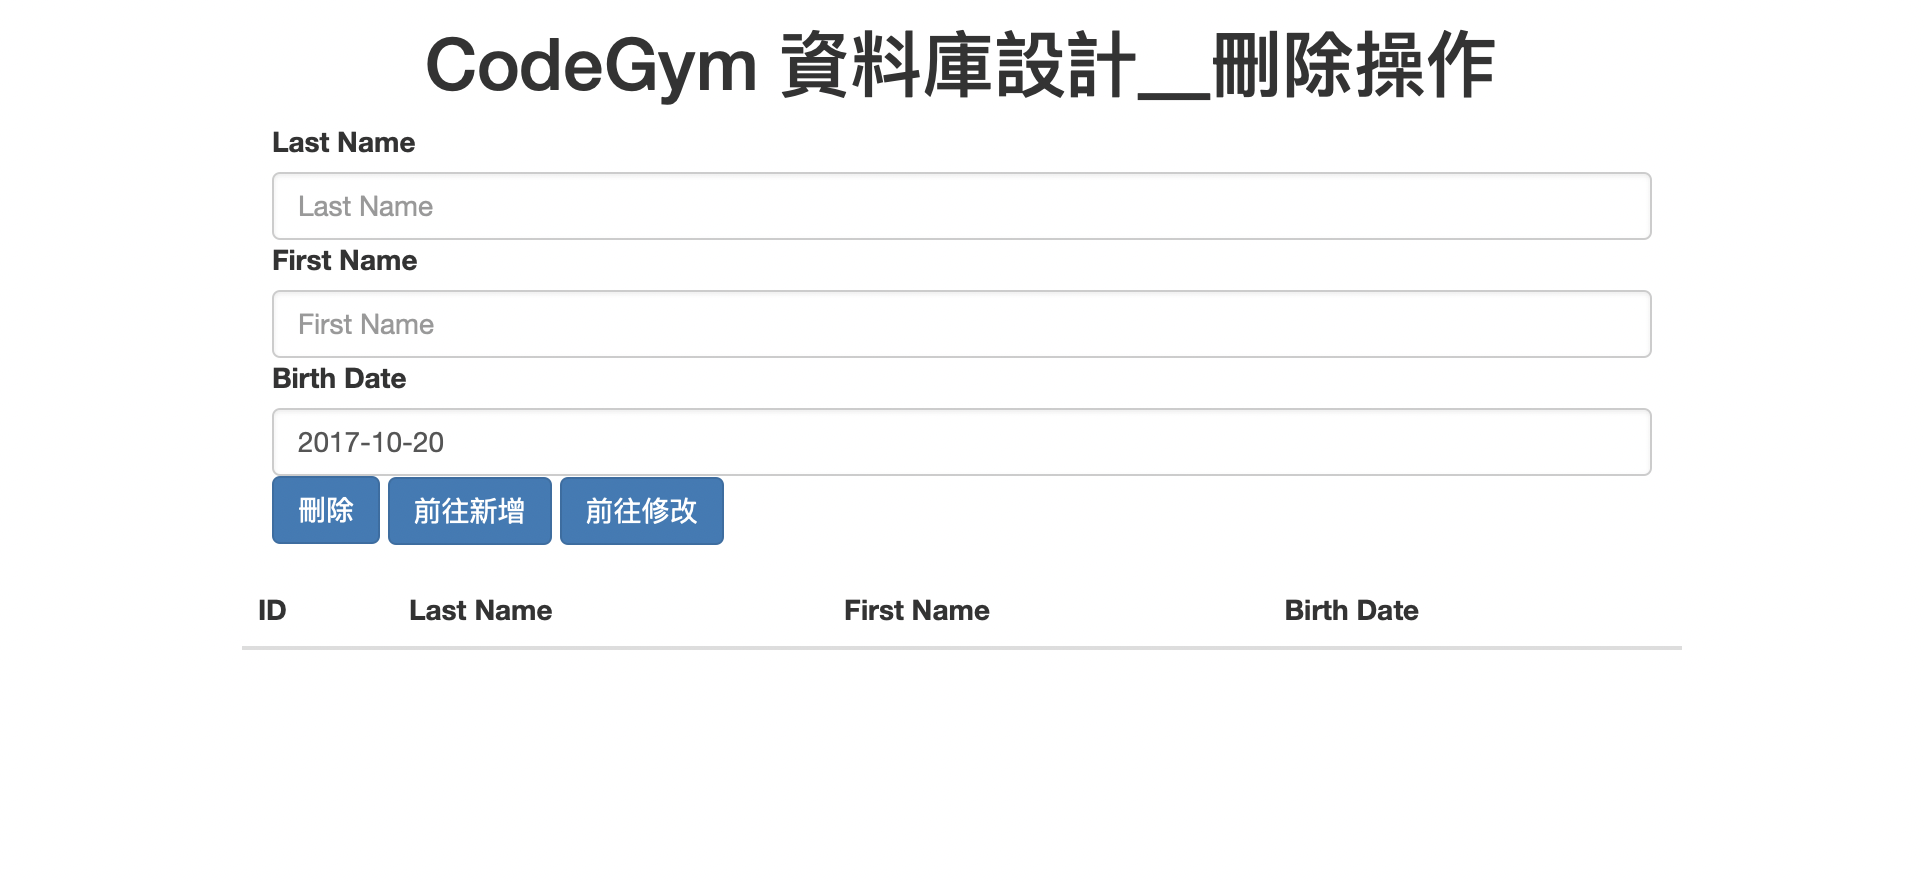 CodeGym 資料庫設計__刪除操作
Last Name
Last Name
First Name
First Name
Birth Date
2017-10-20
刪除 前往新增 前往修改
ID Last Name First Name Birth Date